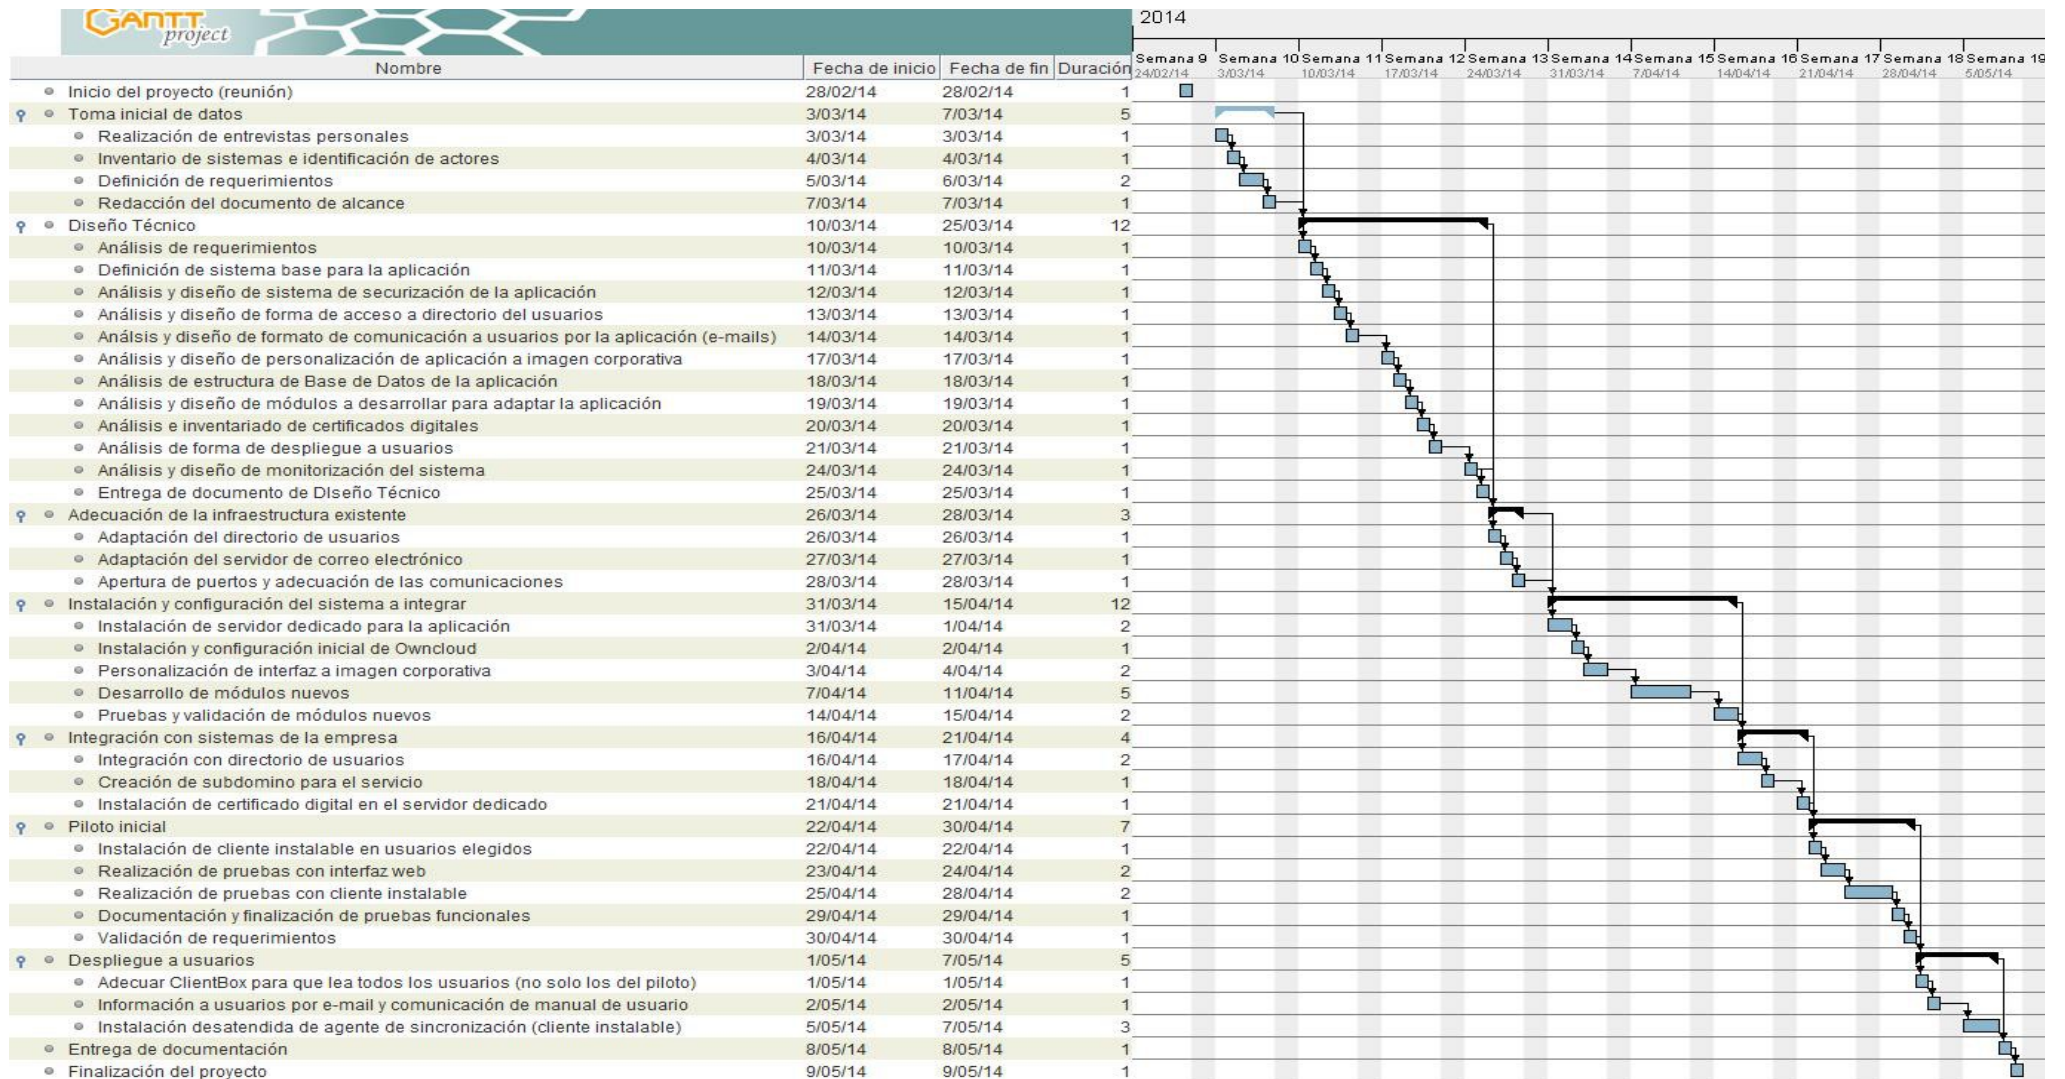 GANTT
project
2014
Nombre Fecha de inicio Fecha de fin Duración
Semana 9 Semana 10 Semana 11 Semana 12 Semana 13 Semana 14 Semana 15 Semana 16 Semana 17 Semana 18 Semana 19
24/02/14 3/03/14 10/03/14 17/03/14 24/03/14 31/03/14 7/04/14 14/04/14 21/04/14 28/04/14 5/05/14
Inicio del proyecto (reunión) 28/02/14 28/02/14 1
Toma inicial de datos 3/03/14 7/03/14 5
Realización de entrevistas personales 3/03/14 3/03/14 1
Inventario de sistemas e identificación de actores 4/03/14 4/03/14 1
Definición de requerimientos 5/03/14 6/03/14 2
Redacción del documento de alcance 7/03/14 7/03/14 1
Diseño Técnico 10/03/14 25/03/14 12
Análisis de requerimientos 10/03/14 10/03/14 1
Definición de sistema base para la aplicación 11/03/14 11/03/14 1
Análisis y diseño de sistema de securización de la aplicación 12/03/14 12/03/14 1
Análisis y diseño de forma de acceso a directorio del usuarios 13/03/14 13/03/14 1
Análsis y diseño de formato de comunicación a usuarios por la aplicación (e-mails) 14/03/14 14/03/14 1
Análisis y diseño de personalización de aplicación a imagen corporativa 17/03/14 17/03/14 1
Análisis de estructura de Base de Datos de la aplicación 18/03/14 18/03/14 1
Análisis y diseño de módulos a desarrollar para adaptar la aplicación 19/03/14 19/03/14 1
Análisis e inventariado de certificados digitales 20/03/14 20/03/14 1
Análisis de forma de despliegue a usuarios 21/03/14 21/03/14 1
Análisis y diseño de monitorización del sistema 24/03/14 24/03/14 1
Entrega de documento de DIseño Técnico 25/03/14 25/03/14 1
Adecuación de la infraestructura existente 26/03/14 28/03/14 3
Adaptación del directorio de usuarios 26/03/14 26/03/14 1
Adaptación del servidor de correo electrónico 27/03/14 27/03/14 1
Apertura de puertos y adecuación de las comunicaciones 28/03/14 28/03/14 1
Instalación y configuración del sistema a integrar 31/03/14 15/04/14 12
Instalación de servidor dedicado para la aplicación 31/03/14 1/04/14 2
Instalación y configuración inicial de Owncloud 2/04/14 2/04/14 1
Personalización de interfaz a imagen corporativa 3/04/14 4/04/14 2
Desarrollo de módulos nuevos 7/04/14 11/04/14 5
Pruebas y validación de módulos nuevos 14/04/14 15/04/14 2
Integración con sistemas de la empresa 16/04/14 21/04/14 4
Integración con directorio de usuarios 16/04/14 17/04/14 2
Creación de subdomino para el servicio 18/04/14 18/04/14 1
Instalación de certificado digital en el servidor dedicado 21/04/14 21/04/14 1
Piloto inicial 22/04/14 30/04/14 7
Instalación de cliente instalable en usuarios elegidos 22/04/14 22/04/14 1
Realización de pruebas con interfaz web 23/04/14 24/04/14 2
Realización de pruebas con cliente instalable 25/04/14 28/04/14 2
Documentación y finalización de pruebas funcionales 29/04/14 29/04/14 1
Validación de requerimientos 30/04/14 30/04/14 1
Despliegue a usuarios 1/05/14 7/05/14 5
Adecuar ClientBox para que lea todos los usuarios (no solo los del piloto) 1/05/14 1/05/14 1
Información a usuarios por e-mail y comunicación de manual de usuario 2/05/14 2/05/14 1
Instalación desatendida de agente de sincronización (cliente instalable) 5/05/14 7/05/14 3
Entrega de documentación 8/05/14 8/05/14 1
Finalización del proyecto 9/05/14 9/05/14 1